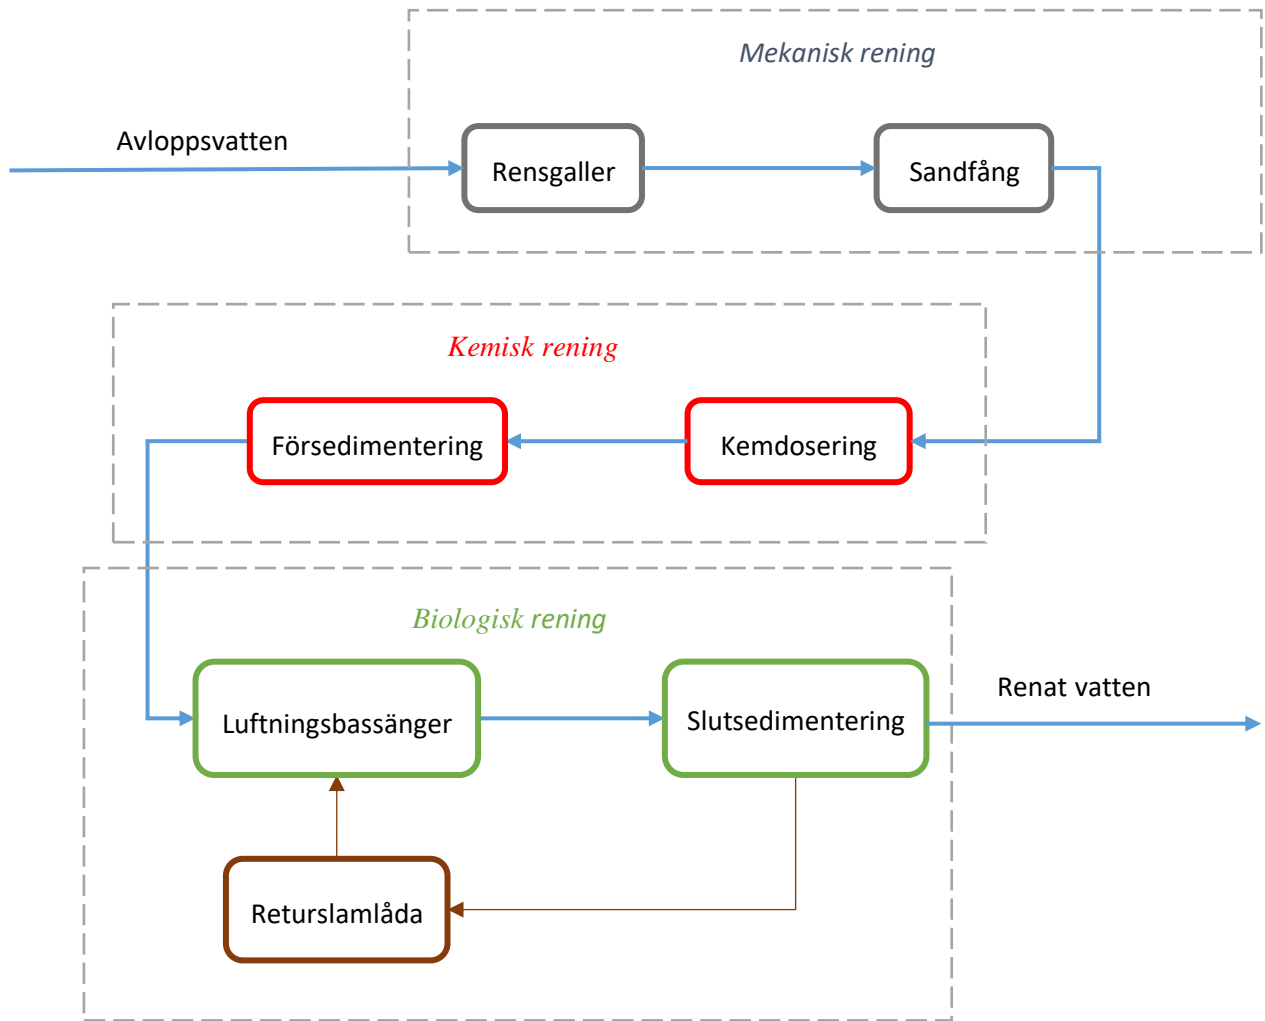 Mekanisk rening
Avloppsvatten
Rensgaller
Sandfång
Kemisk rening
Försedimentering
Kemdosering
Biologisk rening
Luftningsbassänger
Slutsedimentering
Renat vatten
Returslamlåda